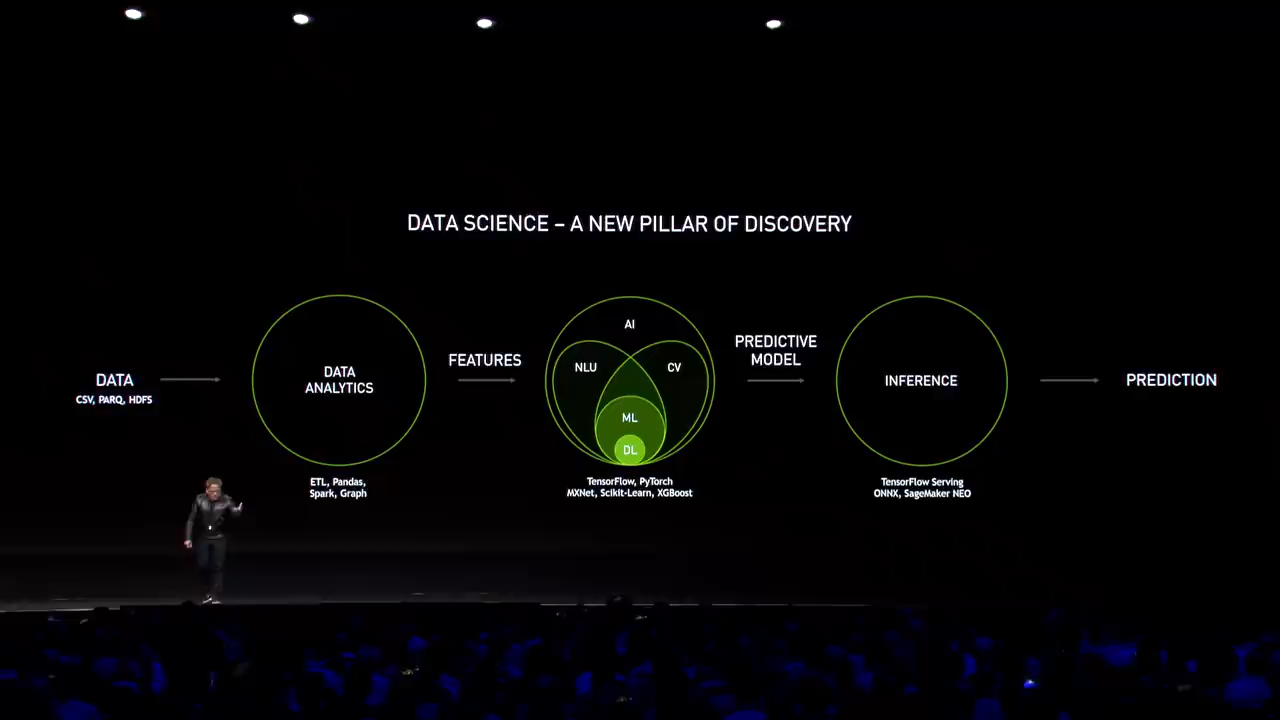 DATA SCIENCE – A NEW PILLAR OF DISCOVERY
DATA
CSV, PARQ, HDFS
DATA
ANALYTICS
ETL, Pandas,
Spark, Graph
FEATURES
AI
NLU
CV
ML
DL
TensorFlow, PyTorch
MXNet, Scikit-Learn, XGBoost
PREDICTIVE
MODEL
INFERENCE
TensorFlow Serving
ONNX, SageMaker NEO
PREDICTION